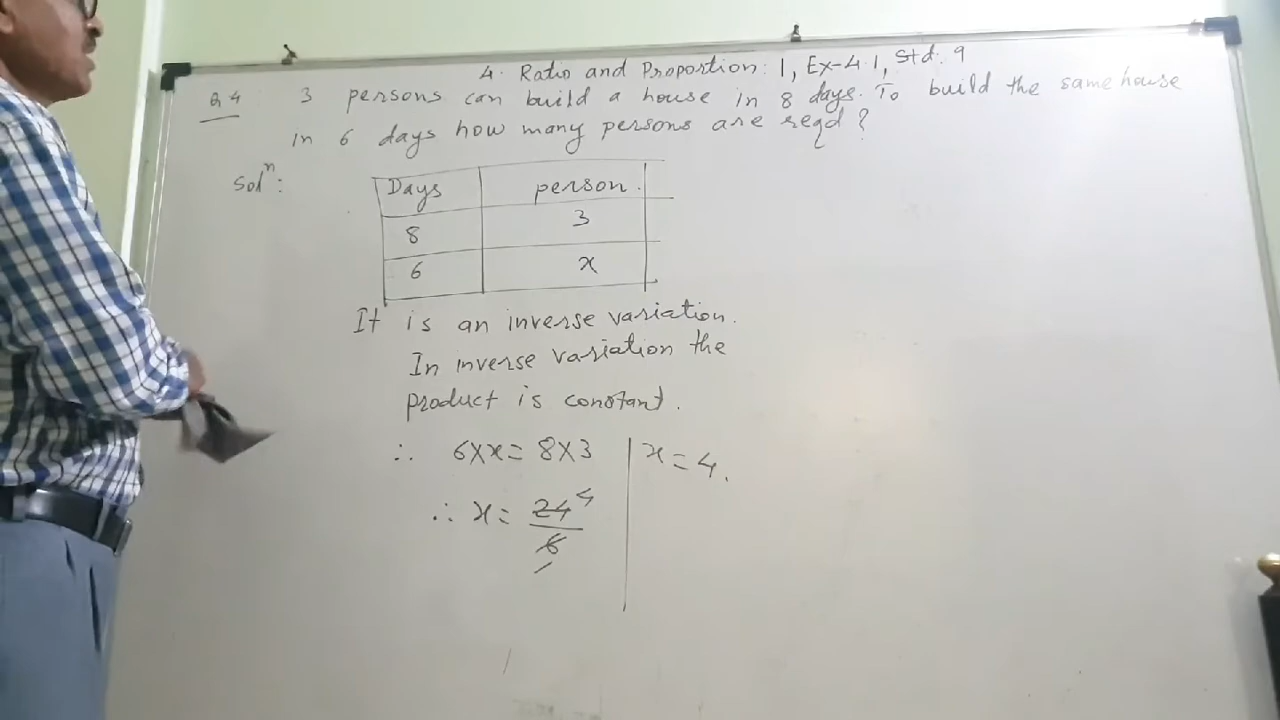 4. Ratio and Proportion: 1, Ex-4.1, Std. 9
Q 4 3 persons can build a house in 8 days. To build the same house
in 6 days how many persons are reqd?
Solⁿ:
Days person.
8 3
6 x
It is an inverse variation.
In inverse variation the
product is constant.
∴ 6×x = 8×3
∴ x = 24/6 4
x = 4.